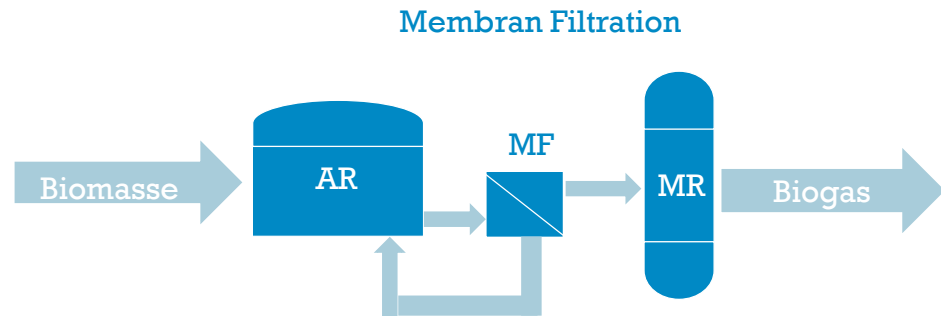 Membran Filtration
MF
Biomasse
AR
MR
Biogas